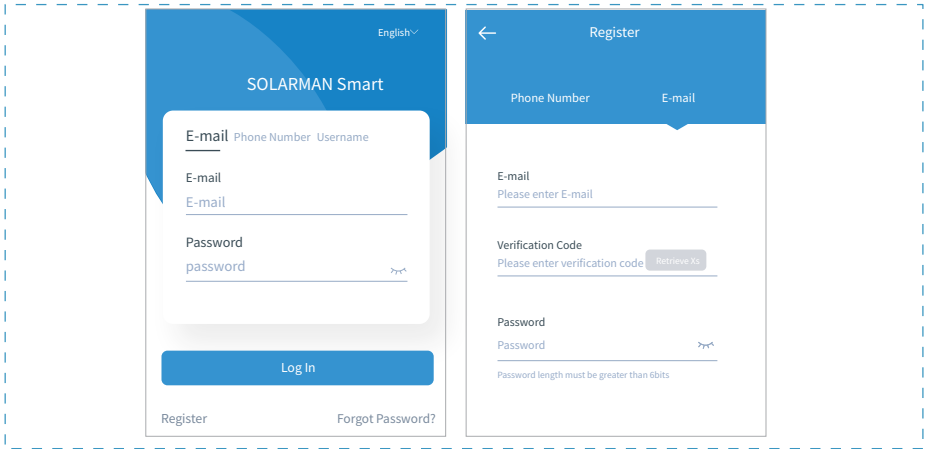 English
SOLARMAN Smart
E-mail Phone Number Username
E-mail
E-mail
Password
password
Log In
Register Forgot Password?
Register
Phone Number E-mail
E-mail
Please enter E-mail
Verification Code
Please enter verification code Retrieve Xs
Password
Password
Password length must be greater than 6bits